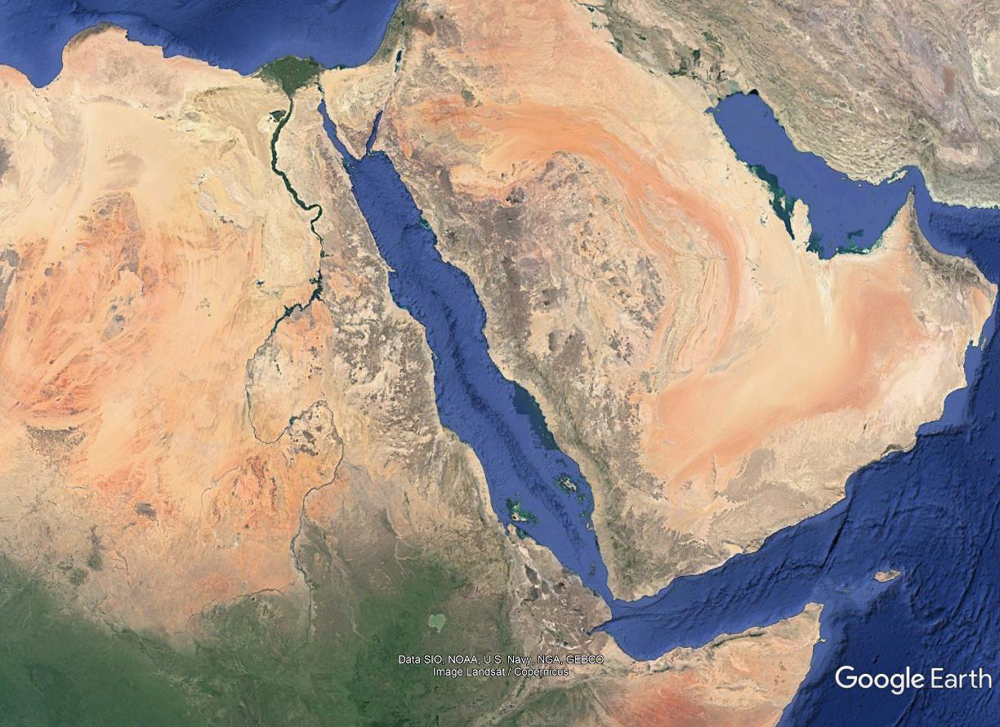 Data SIO, NOAA, U.S. Navy, NGA, GEBCO
Image Landsat / Copernicus
Google Earth